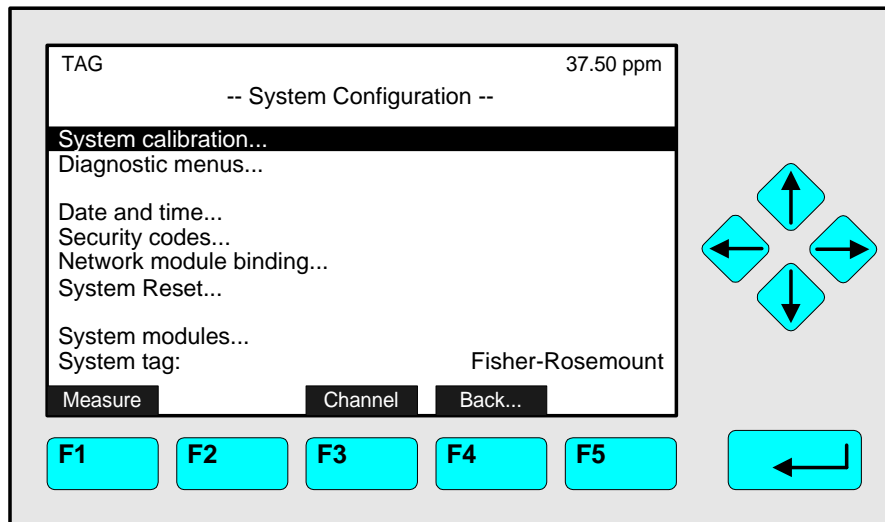 TAG 37.50 ppm
-- System Configuration --
System calibration...
Diagnostic menus...
Date and time...
Security codes...
Network module binding...
System Reset...
System modules...
System tag: Fisher-Rosemount
Measure Channel Back...
F1 F2 F3 F4 F5